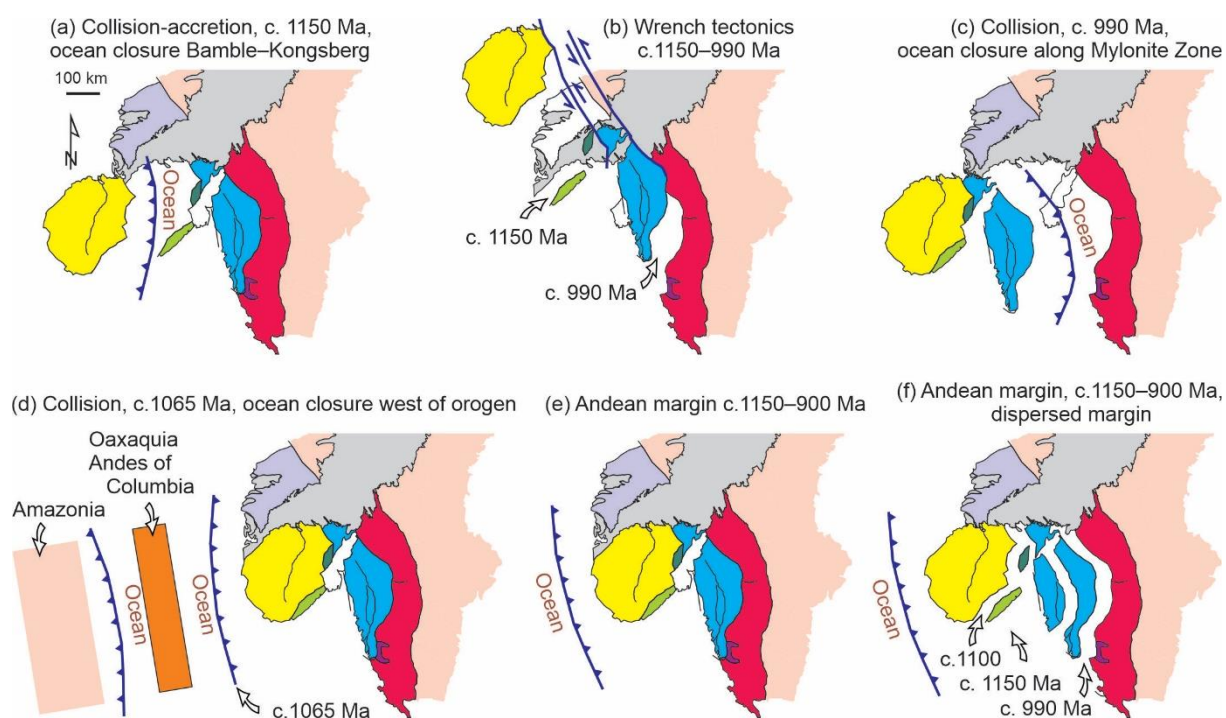 (a) Collision-accretion, c. 1150 Ma,
ocean closure Bamble–Kongsberg
100 km
N
Ocean
(b) Wrench tectonics
c.1150–990 Ma
c. 1150 Ma
c. 990 Ma
(c) Collision, c. 990 Ma,
ocean closure along Mylonite Zone
Ocean
(d) Collision, c.1065 Ma, ocean closure west of orogen
Oaxaquia
Andes of
Columbia
Amazonia
Ocean
Ocean
c.1065 Ma
(e) Andean margin c.1150–900 Ma
Ocean
(f) Andean margin, c.1150–900 Ma,
dispersed margin
Ocean
c.1100
c. 1150 Ma
c. 990 Ma